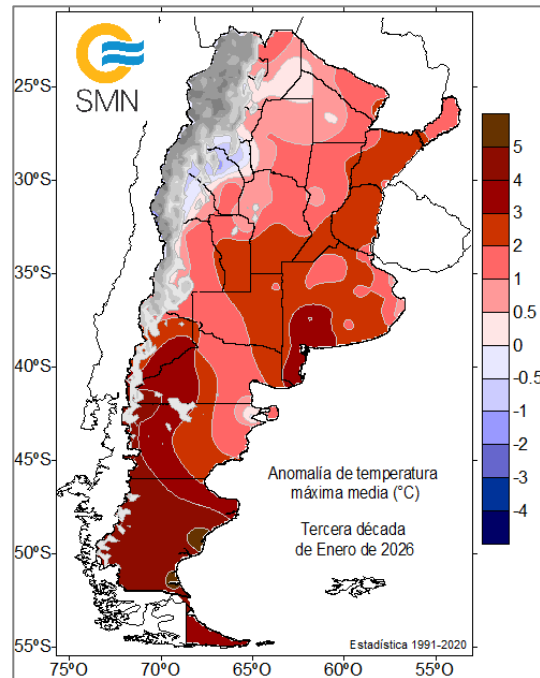 SMN
25ºS
30ºS
35ºS
40ºS
45ºS
50ºS
55ºS
75ºO
70ºO
65ºO
60ºO
55ºO
5
4
3
2
1
0.5
0
-0.5
-1
-2
-3
-4
Anomalía de temperatura
máxima media (°C)
Tercera década
de Enero de 2026
Estadística 1991-2020